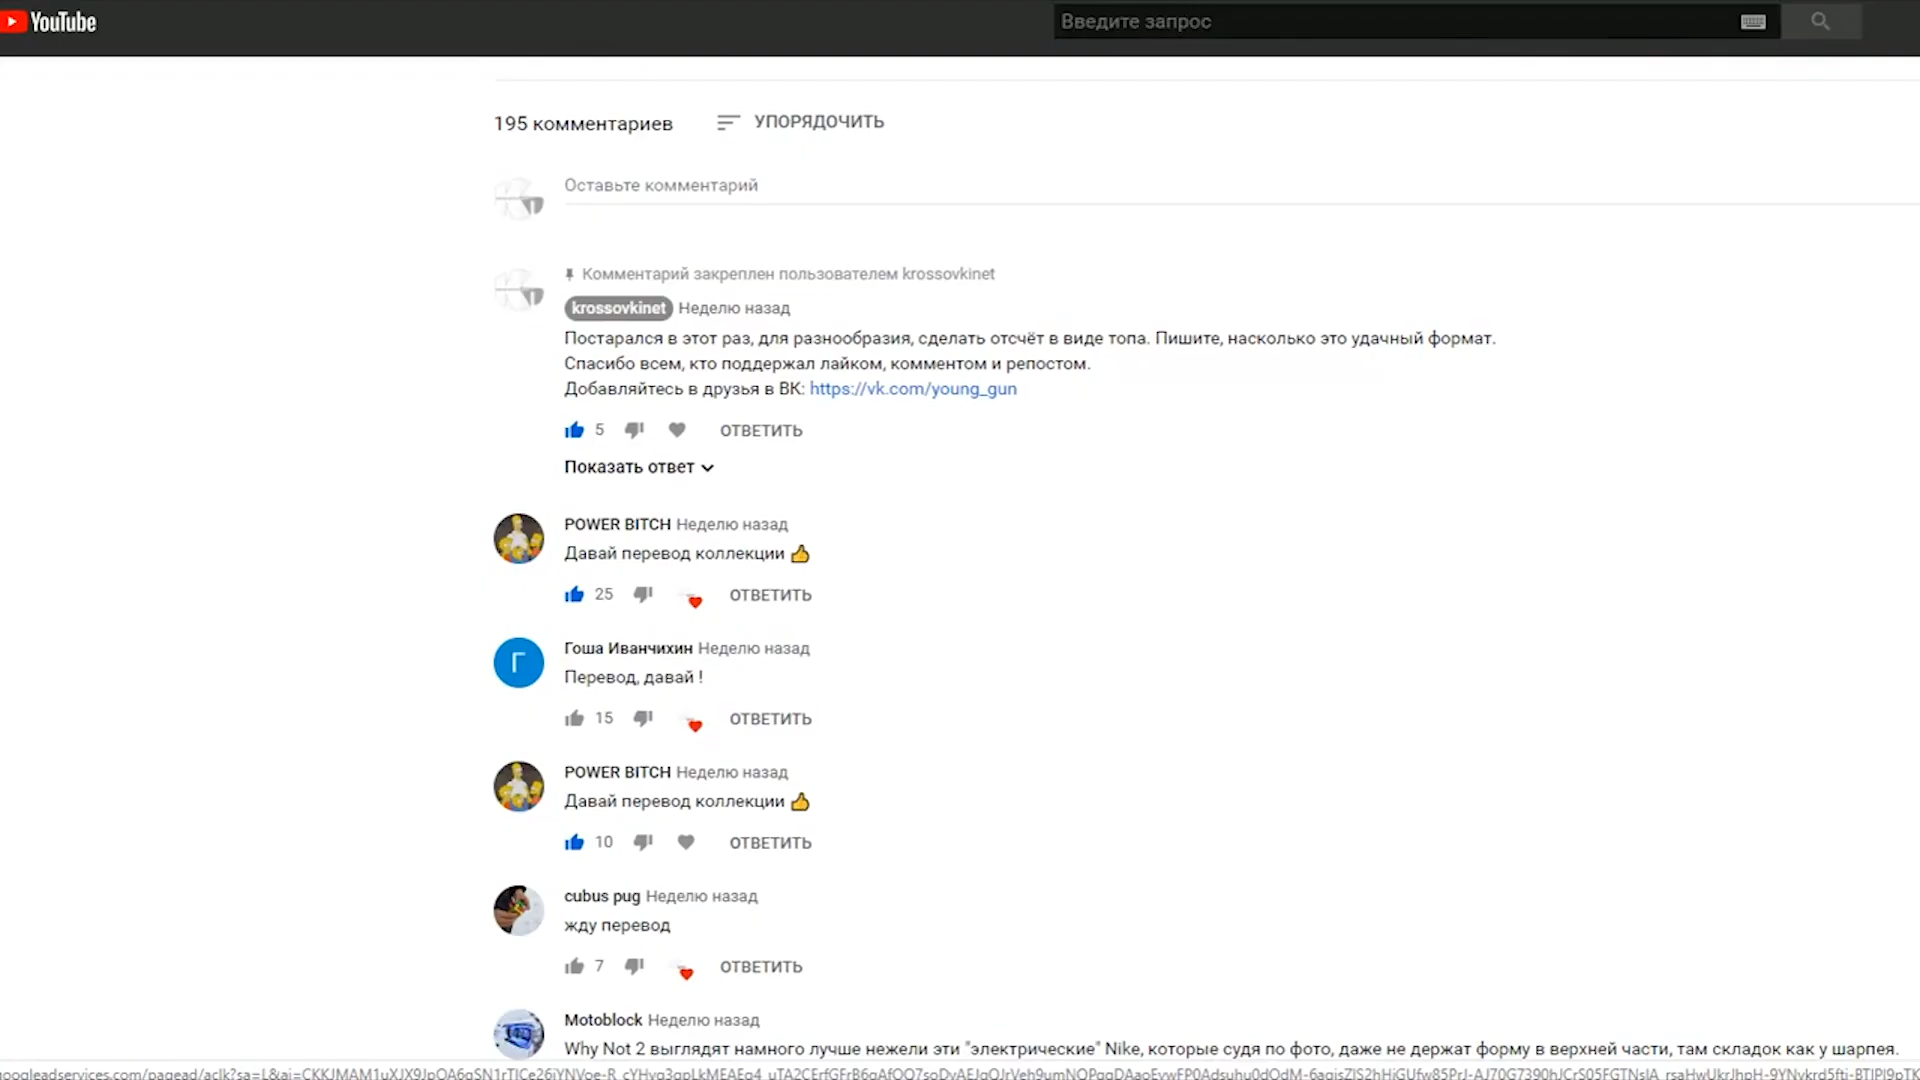 YouTube
Введите запрос
195 комментариев
УПОРЯДОЧИТЬ
Оставьте комментарий
Комментарий закреплен пользователем krossovkinet
krossovkinet Неделю назад
Постарался в этот раз, для разнообразия, сделать отсчёт в виде топа. Пишите, насколько это удачный формат.
Спасибо всем, кто поддержал лайком, комментом и репостом.
Добавляйтесь в друзья в ВК: https://vk.com/young_gun
5 ОТВЕТИТЬ
Показать ответ
POWER BITCH Неделю назад
Давай перевод коллекции 👍
25 ОТВЕТИТЬ
Г
Гоша Иванчихин Неделю назад
Перевод, давай !
15 ОТВЕТИТЬ
POWER BITCH Неделю назад
Давай перевод коллекции 👍
10 ОТВЕТИТЬ
cubus pug Неделю назад
жду перевод
7 ОТВЕТИТЬ
Motoblock Неделю назад
Why Not 2 выглядят намного лучше нежели эти "электрические" Nike, которые судя по фото, даже не держат форму в верхней части, там складок как у шарпея.